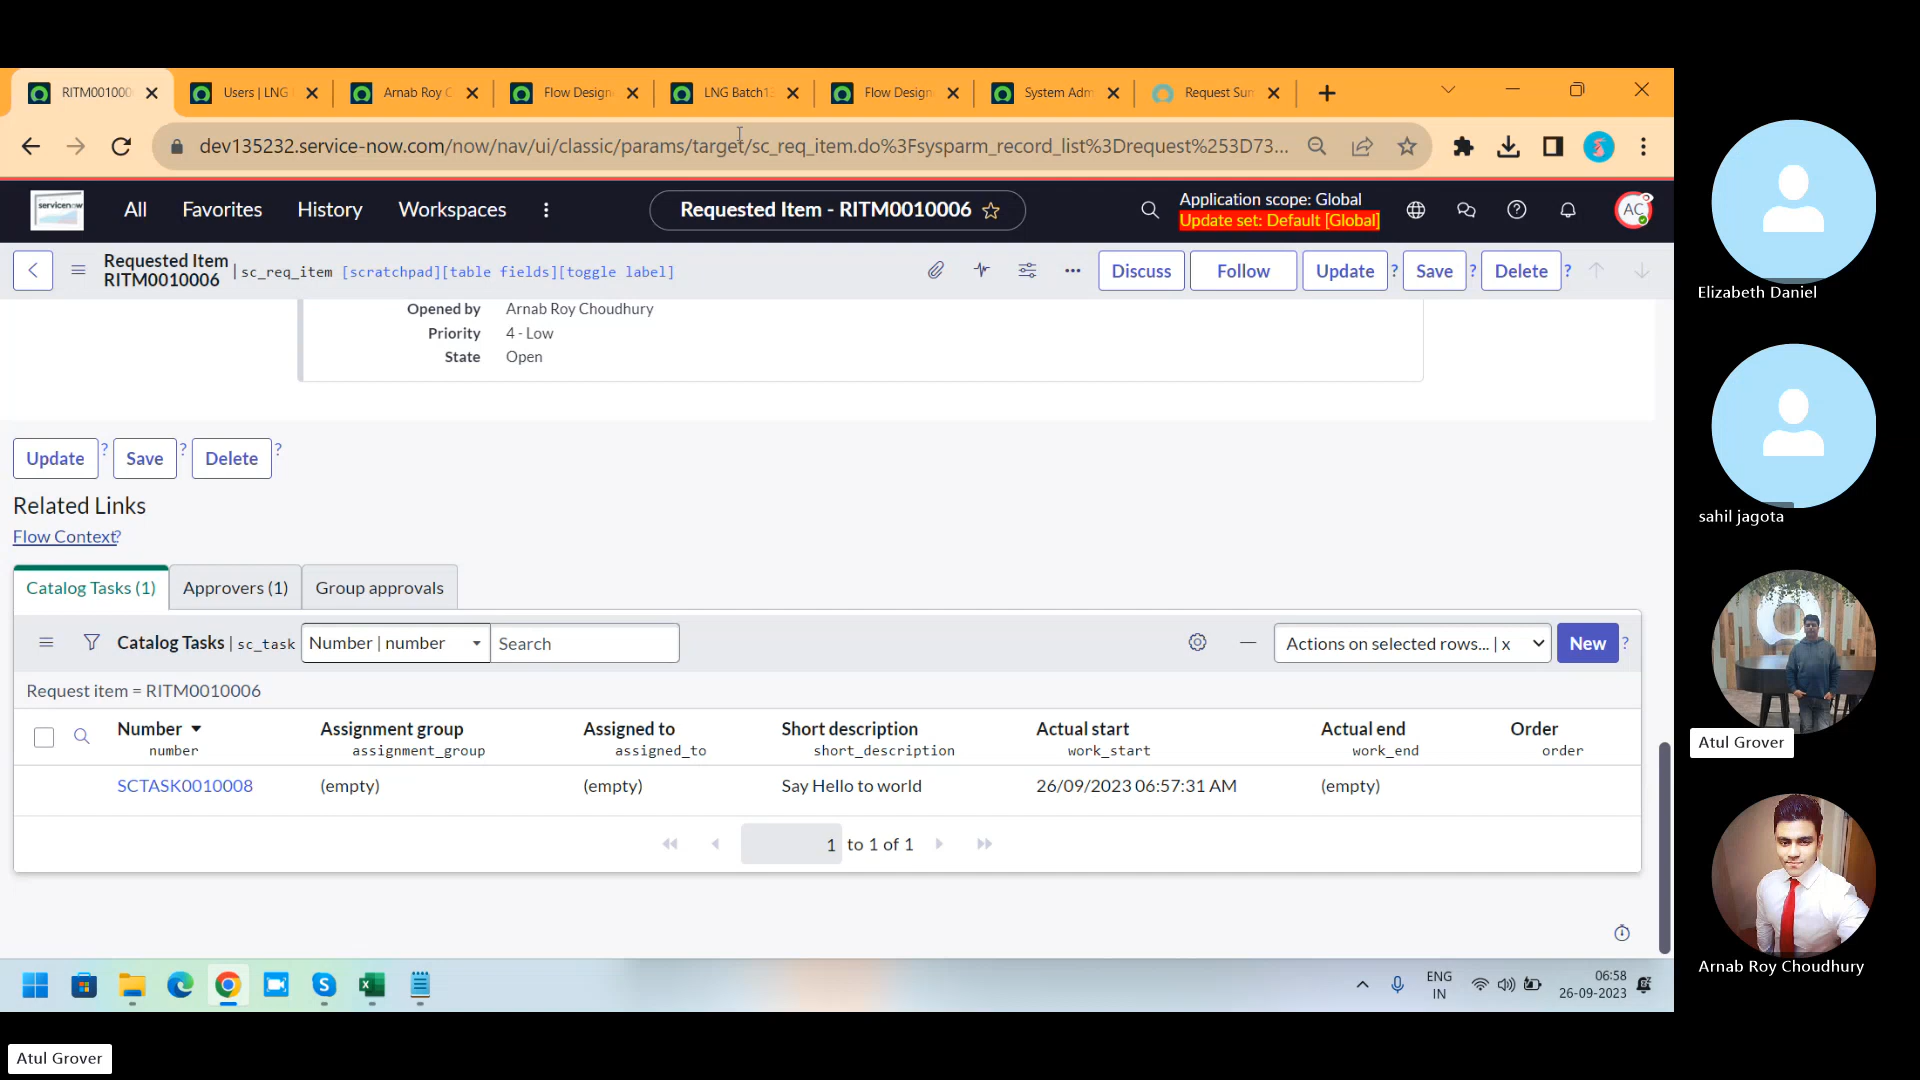 RITM00100
Users | LNG
Arnab Roy C
Flow Design
LNG Batch13
Flow Design
System Adm
Request Sum
dev135232.service-now.com/now/nav/ui/classic/params/target/sc_req_item.do%3Fsysparm_record_list%3Drequest%253D73...
servicenow
All
Favorites
History
Workspaces
Requested Item - RITM0010006
Application scope: Global
Update set: Default [Global]
AC
Requested Item
RITM0010006
| sc_req_item [scratchpad][table fields][toggle label]
Discuss
Follow
Update
?
Save
?
Delete
?
Opened by Arnab Roy Choudhury
Priority 4 - Low
State Open
Update
?
Save
?
Delete
?
Related Links
Flow Context?
Catalog Tasks (1)
Approvers (1)
Group approvals
Catalog Tasks | sc_task
Number | number
Search
Actions on selected rows... | x
New
?
Request item = RITM0010006
Number Assignment group Assigned to Short description Actual start Actual end Order
number assignment_group assigned_to short_description work_start work_end order
SCTASK0010008 (empty) (empty) Say Hello to world 26/09/2023 06:57:31 AM (empty)
1 to 1 of 1
ENG
IN
06:58
26-09-2023
Elizabeth Daniel
sahil jagota
Atul Grover
Arnab Roy Choudhury
Atul Grover